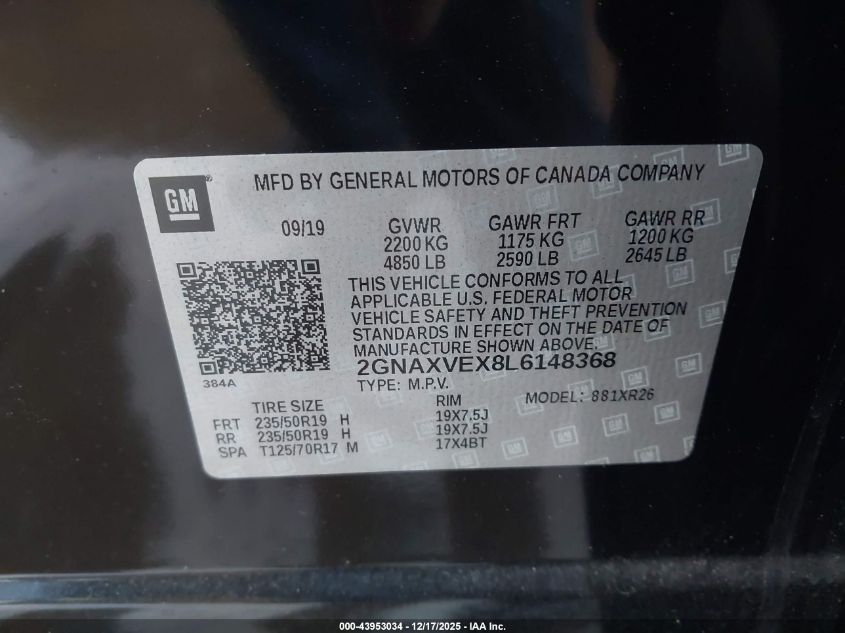 GM
MFD BY GENERAL MOTORS OF CANADA COMPANY
09/19
GVWR GAWR FRT GAWR RR
2200 KG 1175 KG 1200 KG
4850 LB 2590 LB 2645 LB
THIS VEHICLE CONFORMS TO ALL
APPLICABLE U.S. FEDERAL MOTOR
VEHICLE SAFETY AND THEFT PREVENTION
STANDARDS IN EFFECT ON THE DATE OF
MANUFACTURE SHOWN ABOVE.
2GNAXVEX8L6148368
384A
TYPE: M.P.V. MODEL: 881XR26
TIRE SIZE RIM
FRT 235/50R19 H 19X7.5J
RR 235/50R19 H 19X7.5J
SPA T125/70R17 M 17X4BT
000-43953034 - 12/17/2025 - IAA Inc.